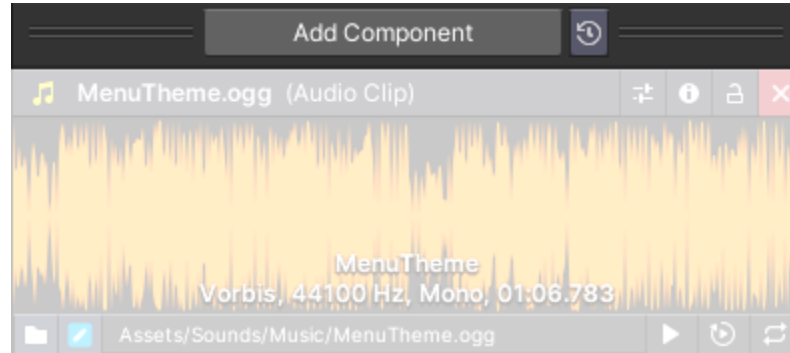 Add Component
MenuTheme.ogg (Audio Clip)
MenuTheme
Vorbis, 44100 Hz, Mono, 01:06.783
Assets/Sounds/Music/MenuTheme.ogg